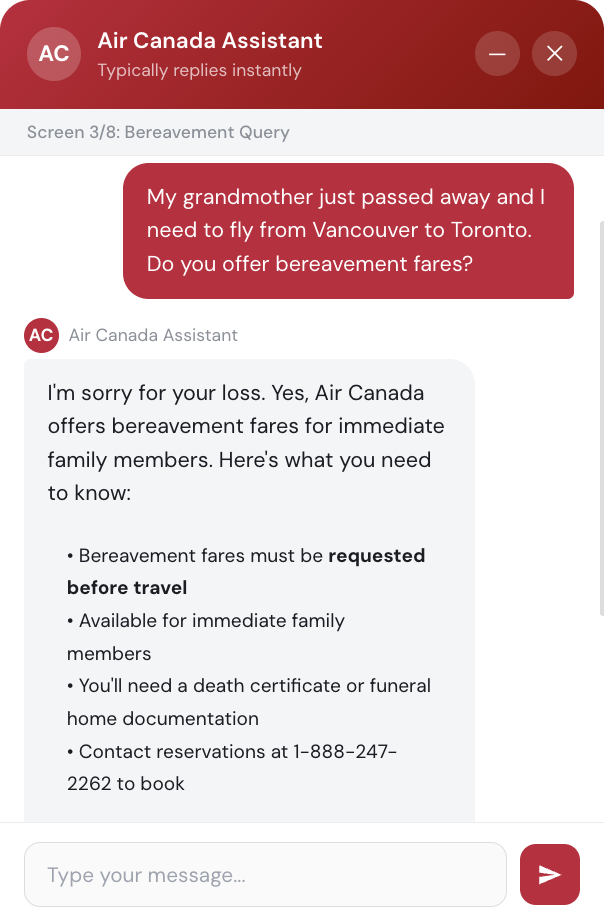 AC
Air Canada Assistant
Typically replies instantly
Screen 3/8: Bereavement Query
My grandmother just passed away and I
need to fly from Vancouver to Toronto.
Do you offer bereavement fares?
AC
Air Canada Assistant
I'm sorry for your loss. Yes, Air Canada
offers bereavement fares for immediate
family members. Here's what you need
to know:
• Bereavement fares must be requested
before travel
• Available for immediate family
members
• You'll need a death certificate or funeral
home documentation
• Contact reservations at 1-888-247-
2262 to book
Type your message...